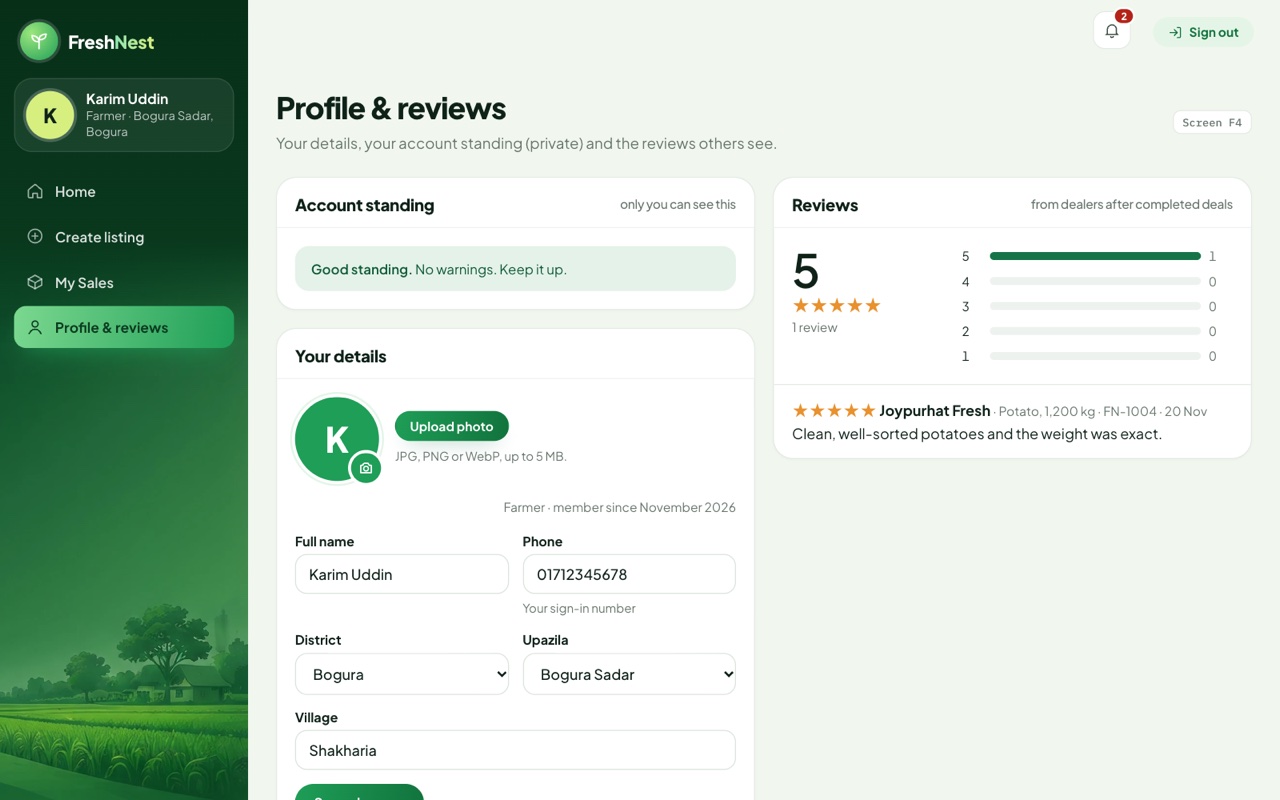 FreshNest
K
Karim Uddin
Farmer · Bogura Sadar,
Bogura
Home
Create listing
My Sales
Profile & reviews
2
Sign out
Profile & reviews
Your details, your account standing (private) and the reviews others see.
Screen F4
Account standing
only you can see this
Good standing. No warnings. Keep it up.
Your details
K
Upload photo
JPG, PNG or WebP, up to 5 MB.
Farmer · member since November 2026
Full name
Phone
Karim Uddin
01712345678
Your sign-in number
District
Upazila
Bogura
Bogura Sadar
Village
Shakharia
Reviews
from dealers after completed deals
5
★★★★★
1 review
5 1
4 0
3 0
2 0
1 0
★★★★★ Joypurhat Fresh · Potato, 1,200 kg · FN-1004 · 20 Nov
Clean, well-sorted potatoes and the weight was exact.